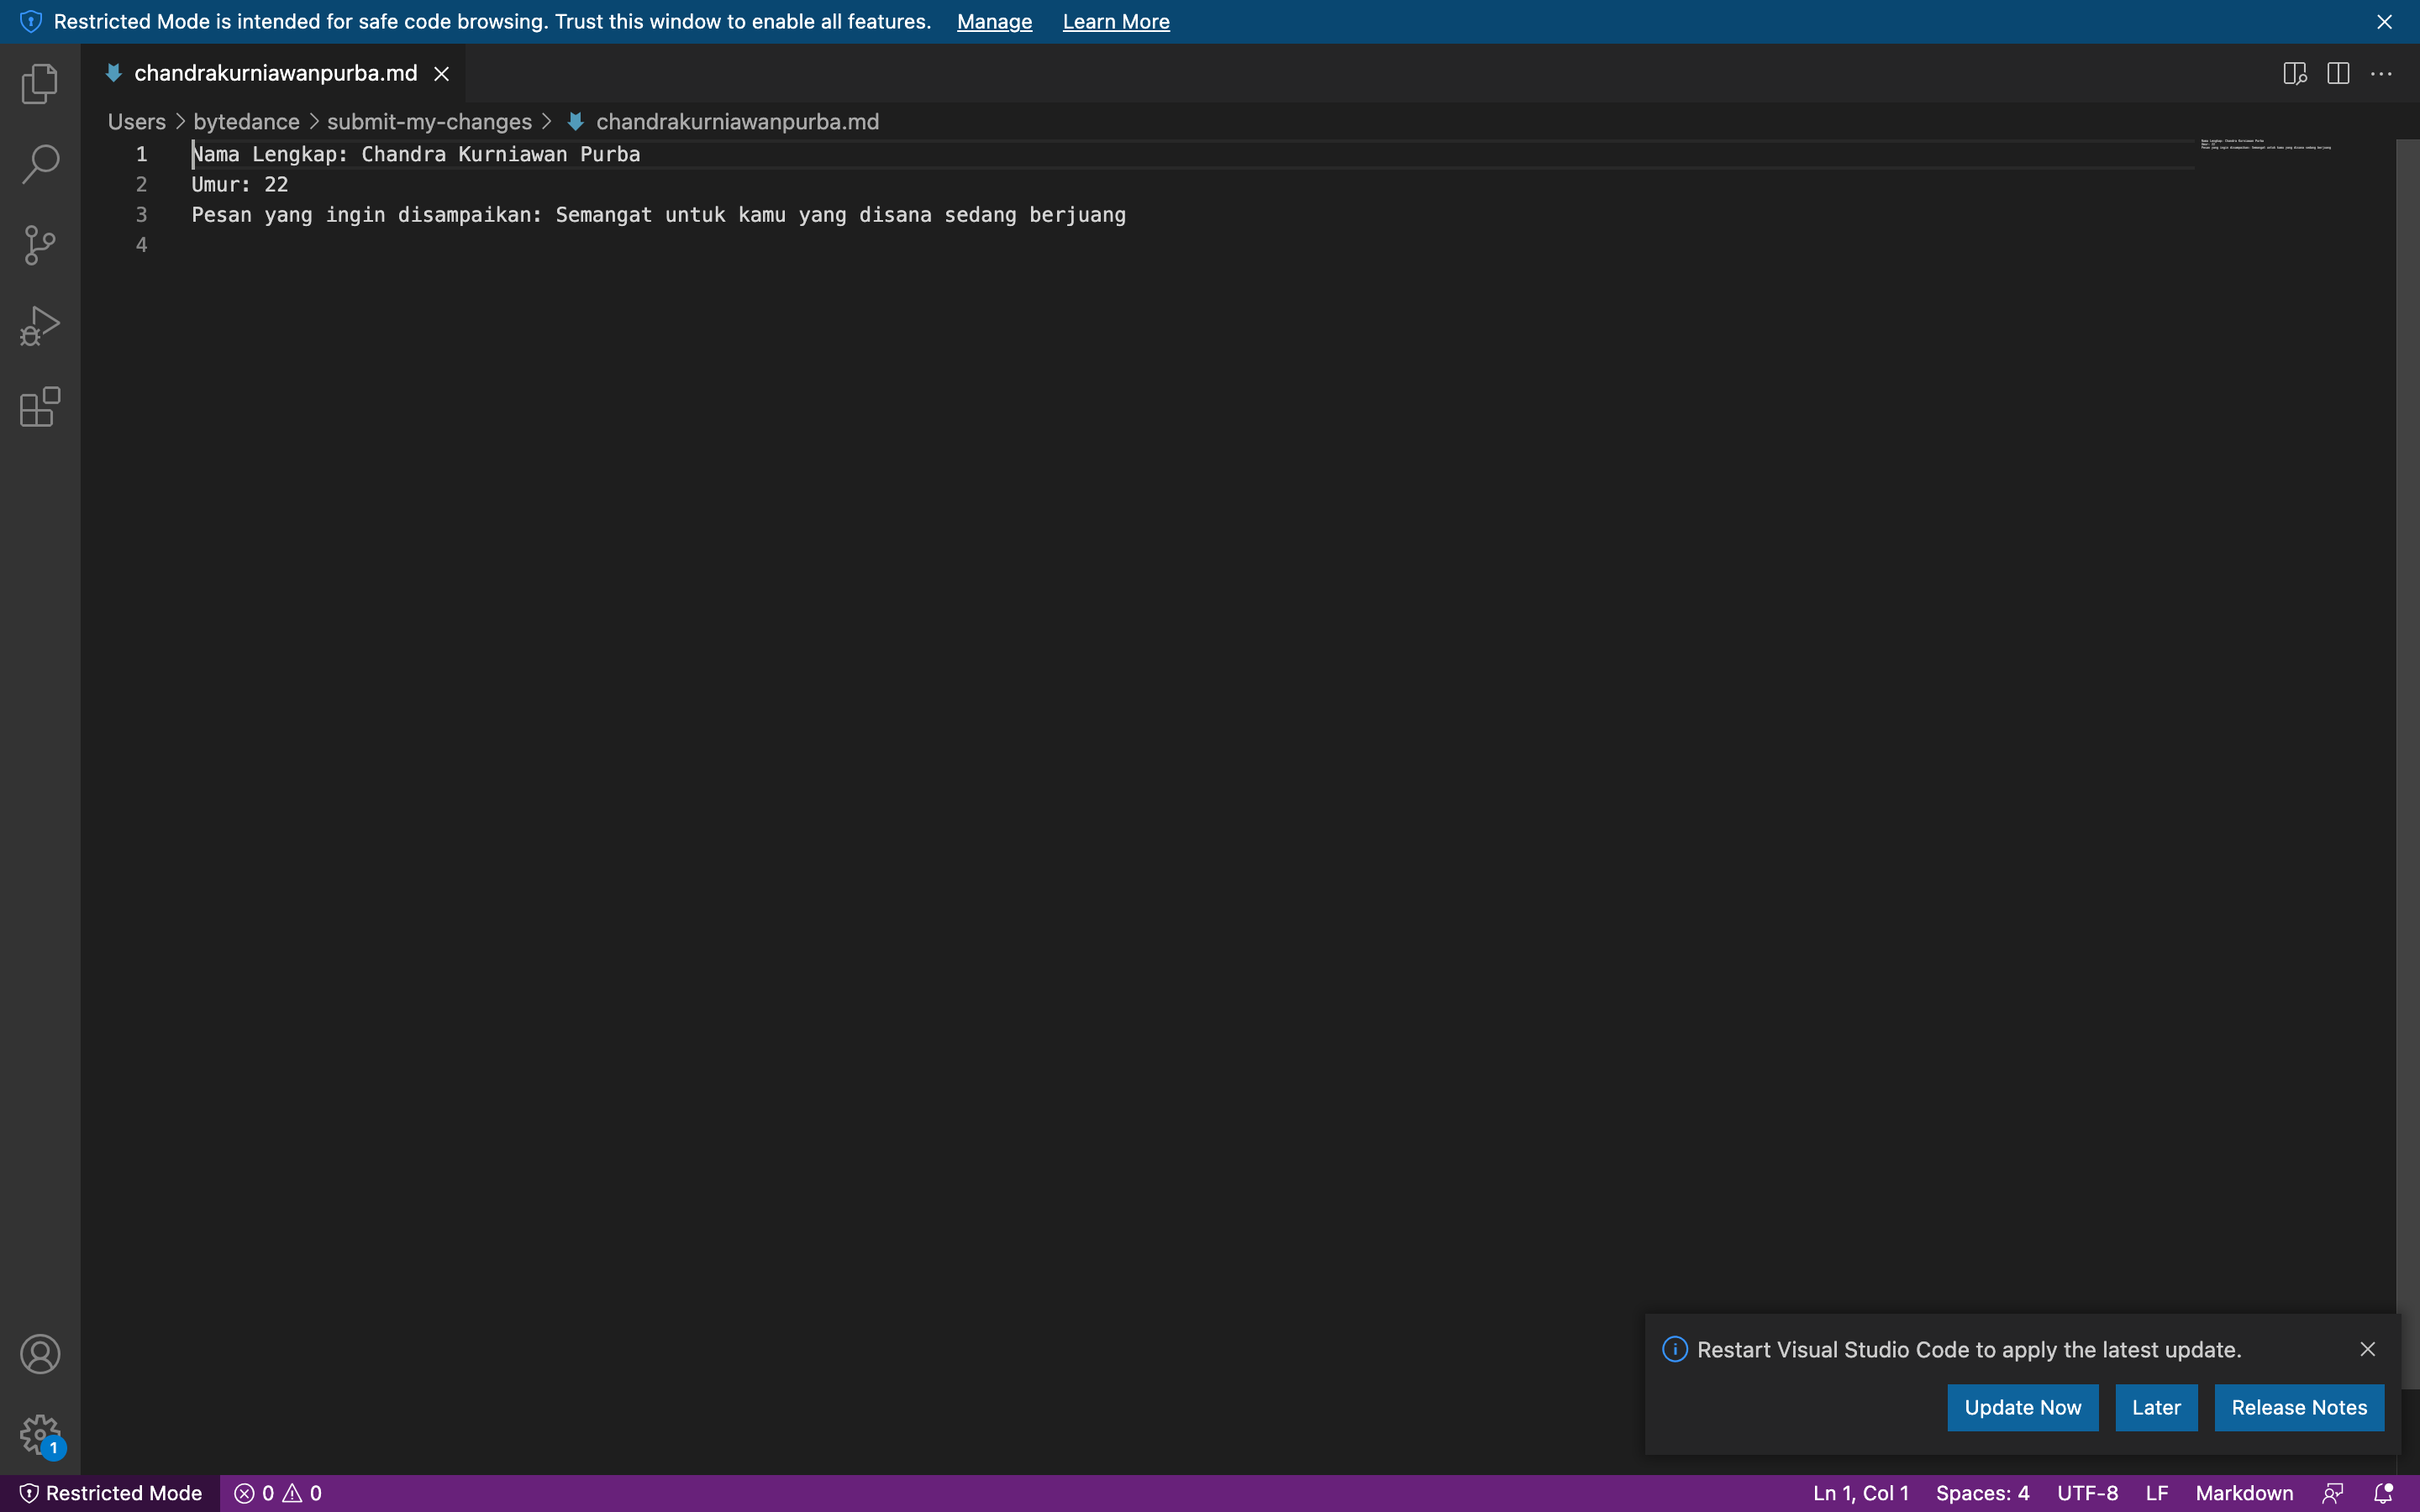 Restricted Mode is intended for safe code browsing. Trust this window to enable all features. Manage Learn More
chandrakurniawanpurba.md
Users > bytedance > submit-my-changes > chandrakurniawanpurba.md
1 Nama Lengkap: Chandra Kurniawan Purba
2 Umur: 22
3 Pesan yang ingin disampaikan: Semangat untuk kamu yang disana sedang berjuang
4
Restart Visual Studio Code to apply the latest update.
Update Now Later Release Notes
1
Restricted Mode 0 0 Ln 1, Col 1 Spaces: 4 UTF-8 LF Markdown